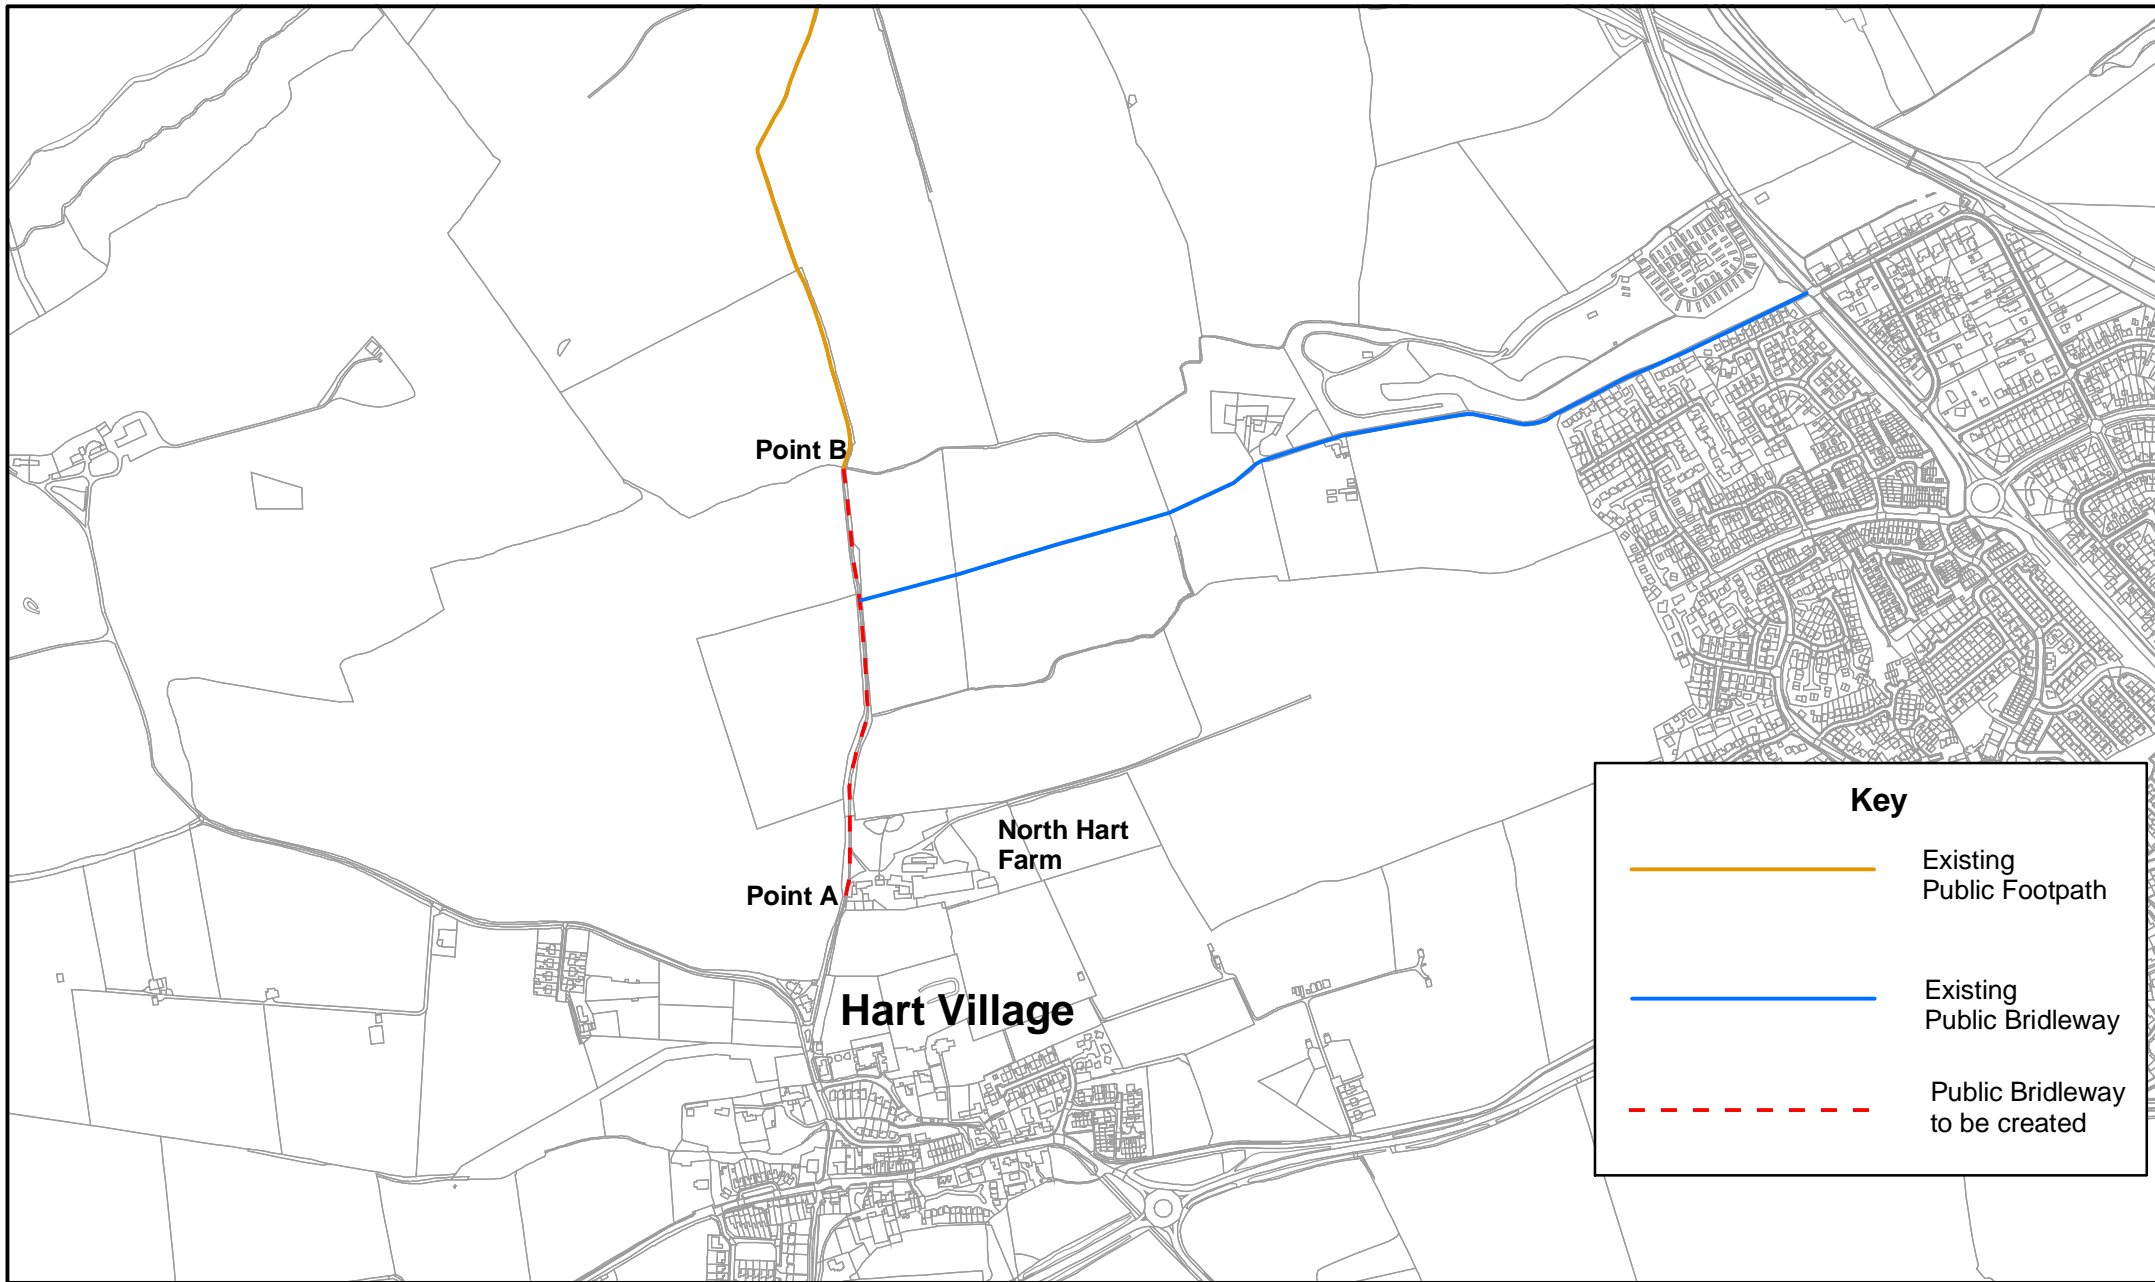 Point B
North Hart
Farm
Point A
Hart Village
Key
Existing
Public Footpath
Existing
Public Bridleway
Public Bridleway
to be created